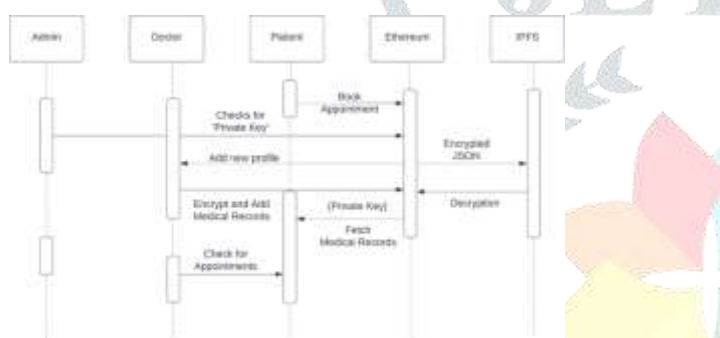 Admin
Doctor
Patient
Ethereum
IPFS
Book
Appointment
Checks for
'Private Key'
Encrypted
JSON
Add new profile
Encrypt and Add
Medical Records
(Private Key)
Decryption
Fetch
Medical Records
Check for
Appointments